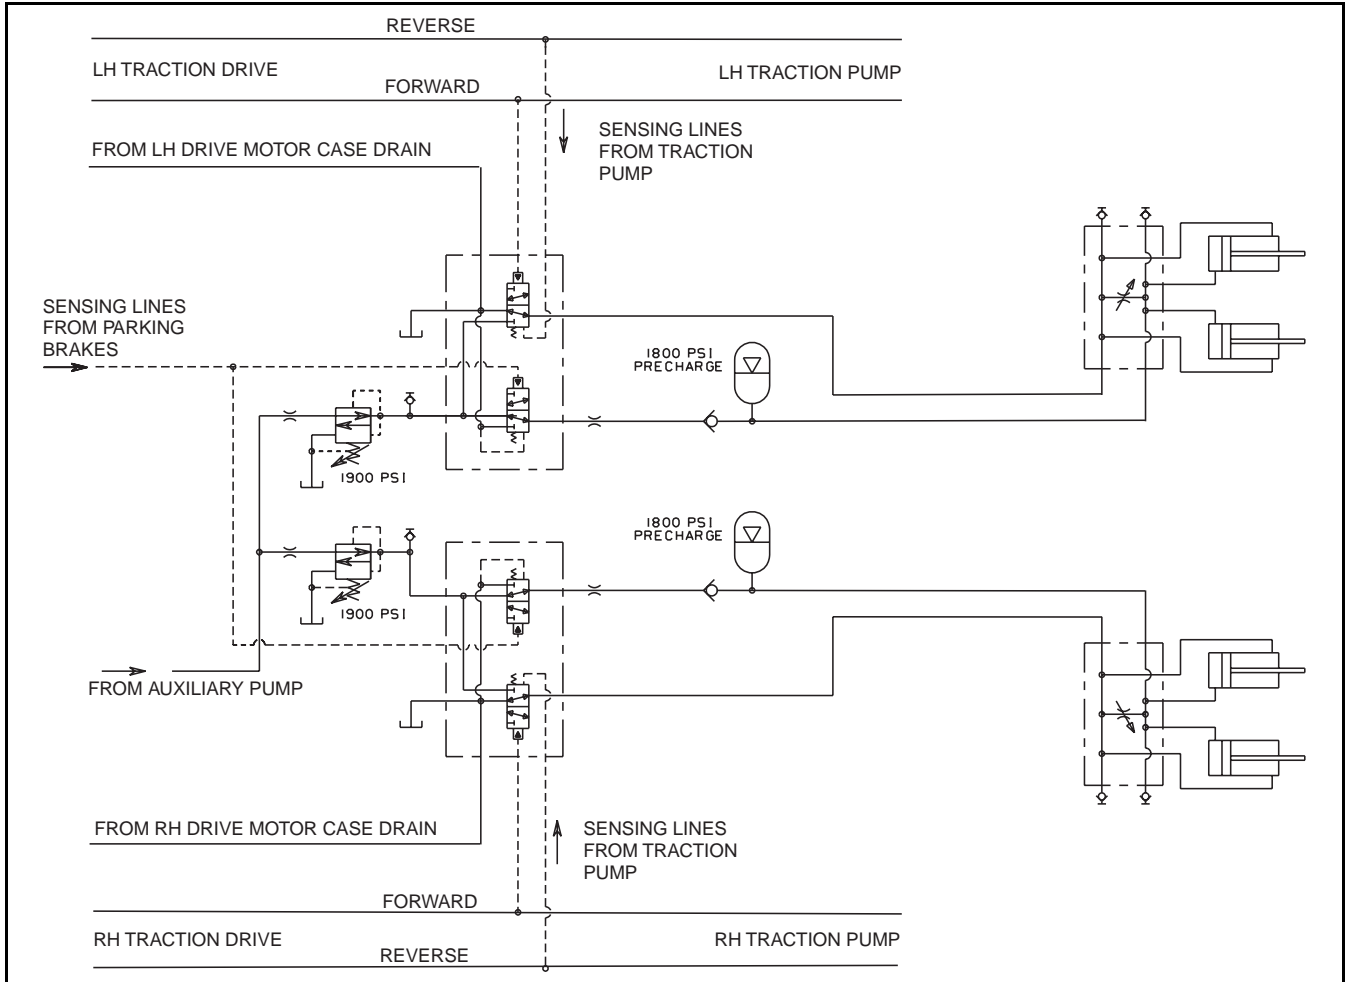 REVERSE
LH TRACTION DRIVE
LH TRACTION PUMP
FORWARD
SENSING LINES
FROM TRACTION
PUMP
FROM LH DRIVE MOTOR CASE DRAIN
SENSING LINES
FROM PARKING
BRAKES
1800 PSI
PRECHARGE
1900 PSI
1800 PSI
PRECHARGE
1900 PSI
FROM AUXILIARY PUMP
FROM RH DRIVE MOTOR CASE DRAIN
SENSING LINES
FROM TRACTION
PUMP
FORWARD
RH TRACTION DRIVE
RH TRACTION PUMP
REVERSE